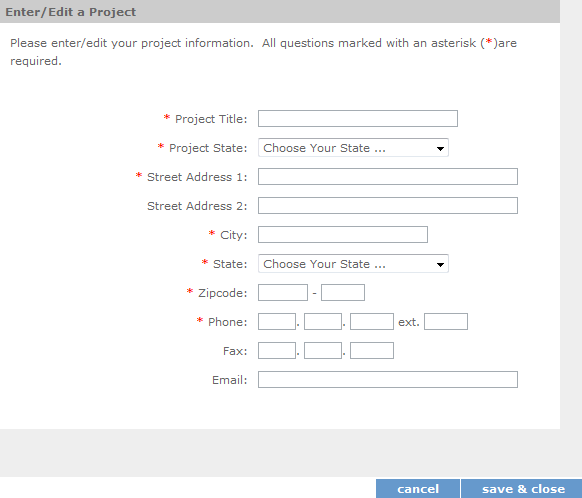 Enter/Edit a Project
Please enter/edit your project information.  All questions marked with an asterisk (*)are
required.
* Project Title:
* Project State: Choose Your State ...
* Street Address 1:
Street Address 2:
* City:
* State: Choose Your State ...
* Zipcode: -
* Phone: . . ext.
Fax: . .
Email:
cancel save & close